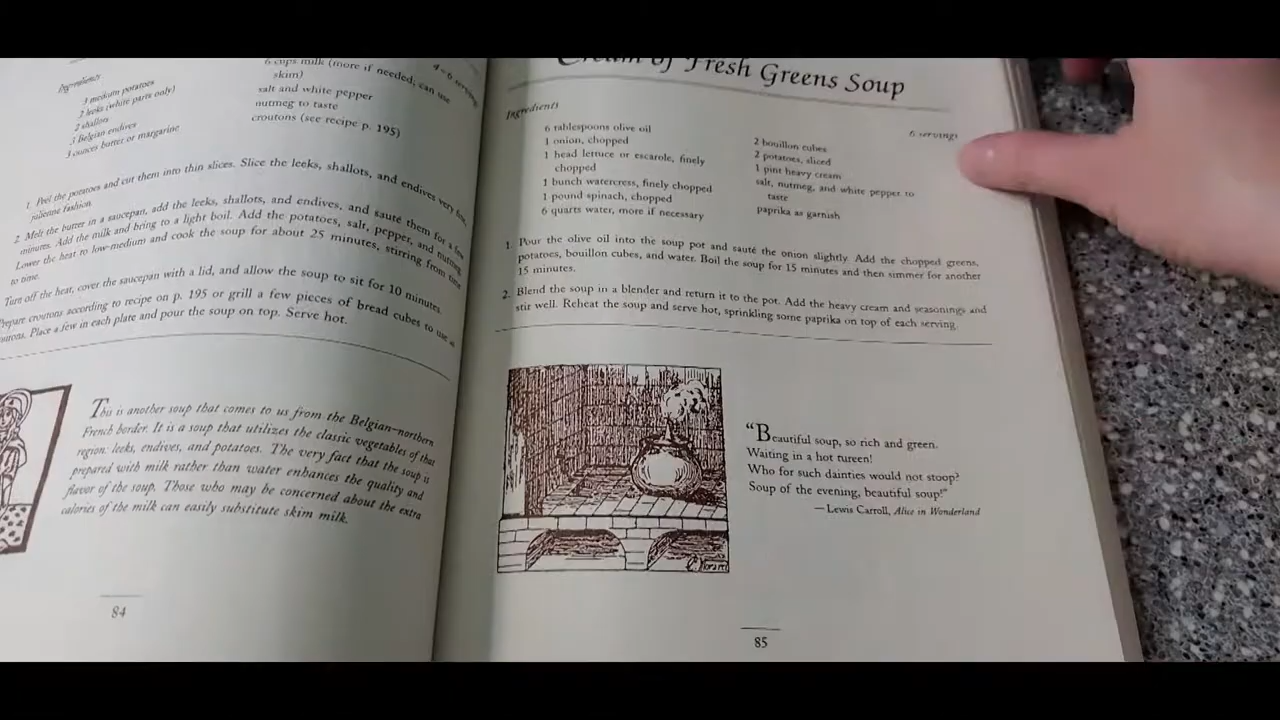 Ingredients
3 medium potatoes
2 leeks (white parts only)
2 shallots
3 Belgian endives
3 ounces butter or margarine
4–6 servings
6 cups milk (more if needed, can use
skim)
salt and white pepper
nutmeg to taste
croutons (see recipe p. 195)
1. Peel the potatoes and cut them into thin slices. Slice the leeks, shallots, and endives very fine,
julienne fashion.
2. Melt the butter in a saucepan, add the leeks, shallots, and endives, and sauté them for a few
minutes. Add the milk and bring to a light boil. Add the potatoes, salt, pepper, and nutmeg.
Lower the heat to low-medium and cook the soup for about 25 minutes, stirring from time
to time.
Turn off the heat, cover the saucepan with a lid, and allow the soup to sit for 10 minutes.
Prepare croutons according to recipe on p. 195 or grill a few pieces of bread cubes to use as
croutons. Place a few in each plate and pour the soup on top. Serve hot.
This is another soup that comes to us from the Belgian–northern
French border. It is a soup that utilizes the classic vegetables of that
region: leeks, endives, and potatoes. The very fact that the soup is
prepared with milk rather than water enhances the quality and
flavor of the soup. Those who may be concerned about the extra
calories of the milk can easily substitute skim milk.
84
Cream of Fresh Greens Soup
Ingredients
6 servings
6 tablespoons olive oil
1 onion, chopped
1 head lettuce or escarole, finely
chopped
1 bunch watercress, finely chopped
1 pound spinach, chopped
6 quarts water, more if necessary
2 bouillon cubes
2 potatoes, sliced
1 pint heavy cream
salt, nutmeg, and white pepper to
taste
paprika as garnish
1. Pour the olive oil into the soup pot and sauté the onion slightly. Add the chopped greens,
potatoes, bouillon cubes, and water. Boil the soup for 15 minutes and then simmer for another
15 minutes.
2. Blend the soup in a blender and return it to the pot. Add the heavy cream and seasonings and
stir well. Reheat the soup and serve hot, sprinkling some paprika on top of each serving.
"Beautiful soup, so rich and green.
Waiting in a hot tureen!
Who for such dainties would not stoop?
Soup of the evening, beautiful soup!"
—Lewis Carroll, Alice in Wonderland
85